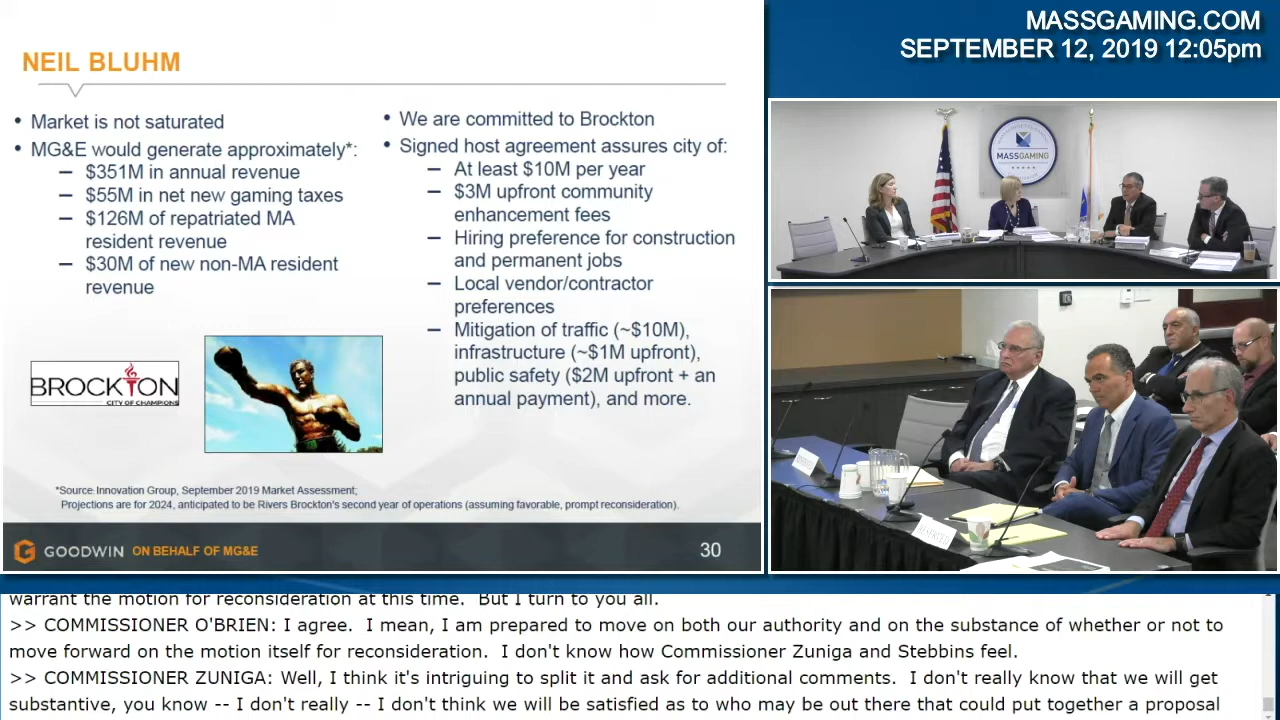 MASSGAMING.COM
SEPTEMBER 12, 2019 12:05pm
NEIL BLUHM
• Market is not saturated
• MG&E would generate approximately*:
– $351M in annual revenue
– $55M in net new gaming taxes
– $126M of repatriated MA
resident revenue
– $30M of new non-MA resident
revenue
• We are committed to Brockton
• Signed host agreement assures city of:
– At least $10M per year
– $3M upfront community
enhancement fees
– Hiring preference for construction
and permanent jobs
– Local vendor/contractor
preferences
– Mitigation of traffic (~$10M),
infrastructure (~$1M upfront),
public safety ($2M upfront + an
annual payment), and more.
BROCKTON
CITY OF CHAMPIONS
*Source: Innovation Group, September 2019 Market Assessment;
Projections are for 2024, anticipated to be Rivers Brockton's second year of operations (assuming favorable, prompt reconsideration).
GOODWIN ON BEHALF OF MG&E
30
MASSGAMING
RESERVED
warrant the motion for reconsideration at this time. But I turn to you all.
>> COMMISSIONER O'BRIEN: I agree. I mean, I am prepared to move on both our authority and on the substance of whether or not to
move forward on the motion itself for reconsideration. I don't know how Commissioner Zuniga and Stebbins feel.
>> COMMISSIONER ZUNIGA: Well, I think it's intriguing to split it and ask for additional comments. I don't really know that we will get
substantive, you know -- I don't really -- I don't think we will be satisfied as to who may be out there that could put together a proposal